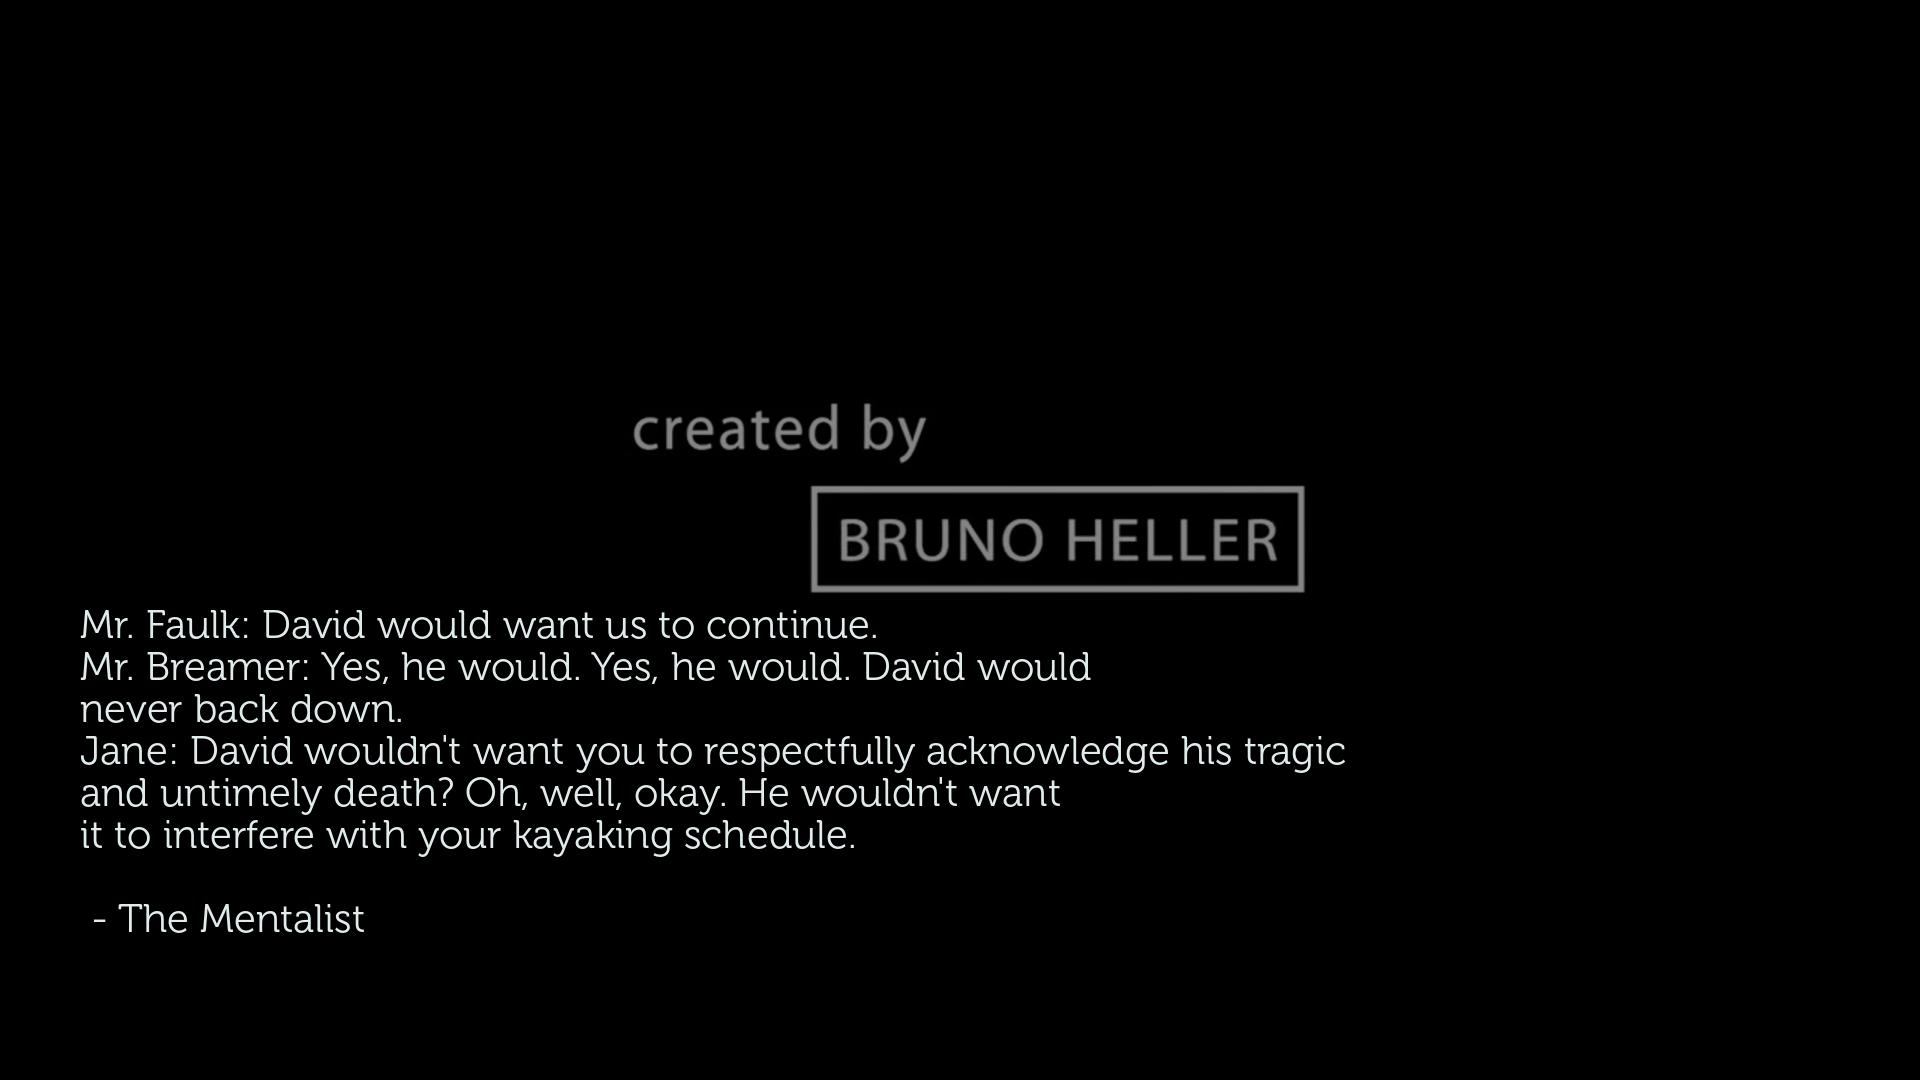 created by
BRUNO HELLER
Mr. Faulk: David would want us to continue.
Mr. Breamer: Yes, he would. Yes, he would. David would
never back down.
Jane: David wouldn't want you to respectfully acknowledge his tragic
and untimely death? Oh, well, okay. He wouldn't want
it to interfere with your kayaking schedule.
- The Mentalist